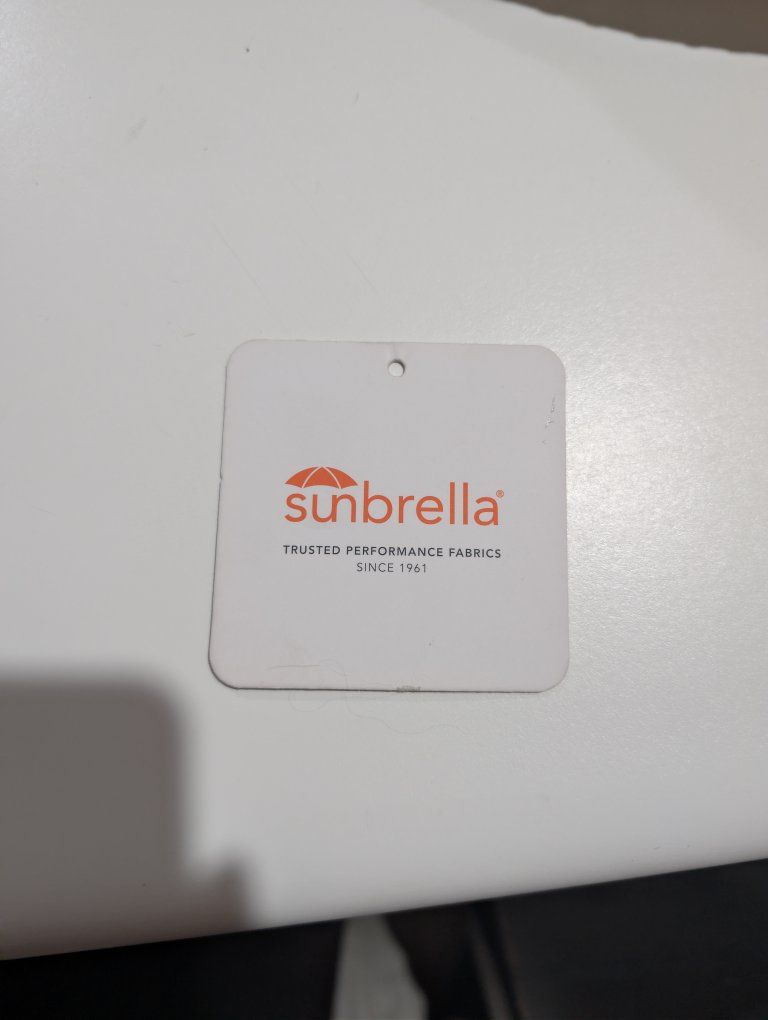 sunbrella®
TRUSTED PERFORMANCE FABRICS
SINCE 1961